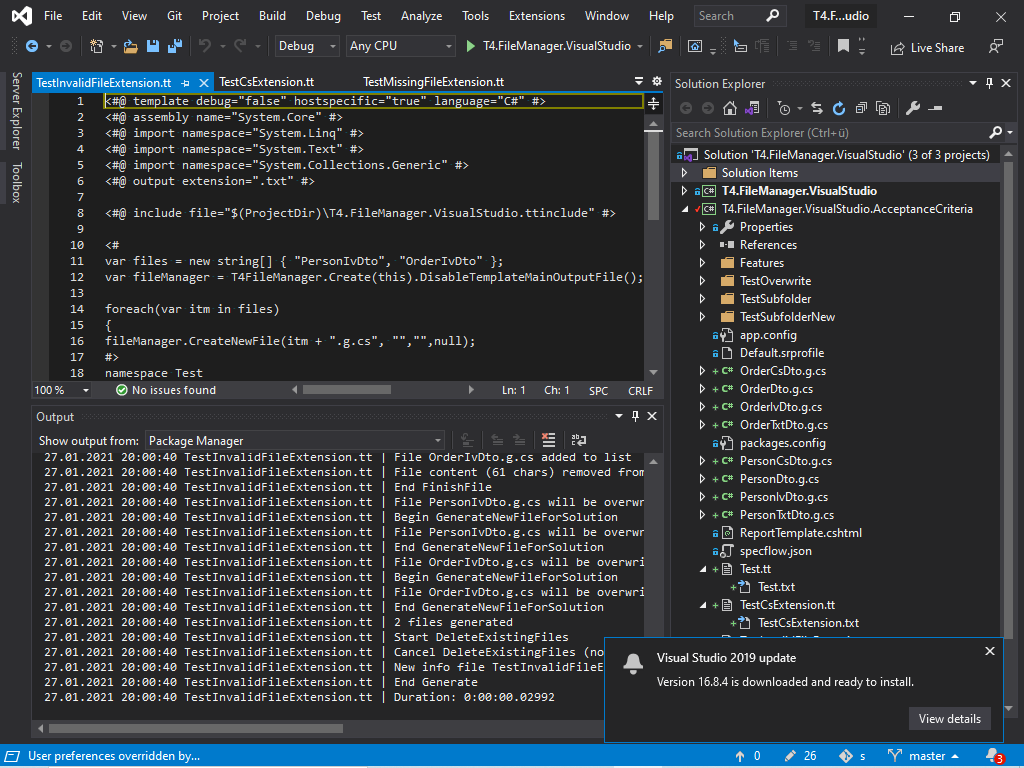 File Edit View Git Project Build Debug Test Analyze Tools Extensions Window Help Search T4.F...udio
Debug Any CPU T4.FileManager.VisualStudio Live Share
Server Explorer
Toolbox
TestInvalidFileExtension.tt TestCsExtension.tt TestMissingFileExtension.tt
1 <#@ template debug="false" hostspecific="true" language="C#" #>
2 <#@ assembly name="System.Core" #>
3 <#@ import namespace="System.Linq" #>
4 <#@ import namespace="System.Text" #>
5 <#@ import namespace="System.Collections.Generic" #>
6 <#@ output extension=".txt" #>
7
8 <#@ include file="$(ProjectDir)\T4.FileManager.VisualStudio.ttinclude" #>
9
10 <#
11 var files = new string[] { "PersonIvDto", "OrderIvDto" };
12 var fileManager = T4FileManager.Create(this).DisableTemplateMainOutputFile();
13
14 foreach(var itm in files)
15 {
16 fileManager.CreateNewFile(itm + ".g.cs", "","",null);
17 #>
18 namespace Test
100 % No issues found Ln: 1 Ch: 1 SPC CRLF
Output
Show output from: Package Manager
27.01.2021 20:00:40 TestInvalidFileExtension.tt | File OrderIvDto.g.cs added to list
27.01.2021 20:00:40 TestInvalidFileExtension.tt | File content (61 chars) removed from
27.01.2021 20:00:40 TestInvalidFileExtension.tt | End FinishFile
27.01.2021 20:00:40 TestInvalidFileExtension.tt | File PersonIvDto.g.cs will be overwr
27.01.2021 20:00:40 TestInvalidFileExtension.tt | Begin GenerateNewFileForSolution
27.01.2021 20:00:40 TestInvalidFileExtension.tt | File PersonIvDto.g.cs will be overwr
27.01.2021 20:00:40 TestInvalidFileExtension.tt | End GenerateNewFileForSolution
27.01.2021 20:00:40 TestInvalidFileExtension.tt | File OrderIvDto.g.cs will be overwri
27.01.2021 20:00:40 TestInvalidFileExtension.tt | Begin GenerateNewFileForSolution
27.01.2021 20:00:40 TestInvalidFileExtension.tt | File OrderIvDto.g.cs will be overwri
27.01.2021 20:00:40 TestInvalidFileExtension.tt | End GenerateNewFileForSolution
27.01.2021 20:00:40 TestInvalidFileExtension.tt | 2 files generated
27.01.2021 20:00:40 TestInvalidFileExtension.tt | Start DeleteExistingFiles
27.01.2021 20:00:40 TestInvalidFileExtension.tt | Cancel DeleteExistingFiles (no
27.01.2021 20:00:40 TestInvalidFileExtension.tt | New info file TestInvalidFileE
27.01.2021 20:00:40 TestInvalidFileExtension.tt | End Generate
27.01.2021 20:00:40 TestInvalidFileExtension.tt | Duration: 0:00:00.02992
Solution Explorer
Search Solution Explorer (Ctrl+ü)
Solution 'T4.FileManager.VisualStudio' (3 of 3 projects)
Solution Items
C# T4.FileManager.VisualStudio
C# T4.FileManager.VisualStudio.AcceptanceCriteria
Properties
References
Features
TestOverwrite
TestSubfolder
TestSubfolderNew
app.config
Default.srprofile
C# OrderCsDto.g.cs
C# OrderDto.g.cs
C# OrderIvDto.g.cs
C# OrderTxtDto.g.cs
packages.config
C# PersonCsDto.g.cs
C# PersonDto.g.cs
C# PersonIvDto.g.cs
C# PersonTxtDto.g.cs
ReportTemplate.cshtml
specflow.json
Test.tt
Test.txt
TestCsExtension.tt
TestCsExtension.txt
Visual Studio 2019 update
Version 16.8.4 is downloaded and ready to install.
View details
User preferences overridden by... 0 26 s master 3